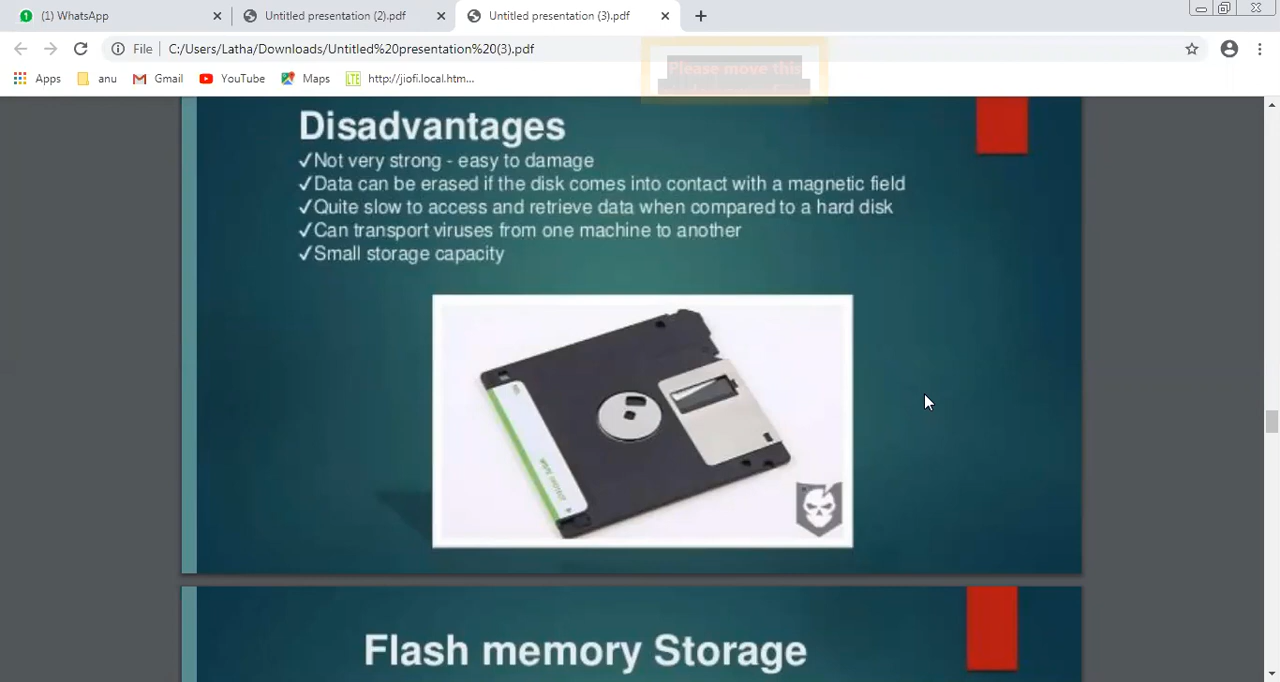 (1) WhatsApp
Untitled presentation (2).pdf
Untitled presentation (3).pdf
File
C:/Users/Latha/Downloads/Untitled%20presentation%20(3).pdf
Please move this
Apps
anu
Gmail
YouTube
Maps
http://jiofi.local.htm...
Disadvantages
✓Not very strong - easy to damage
✓Data can be erased if the disk comes into contact with a magnetic field
✓Quite slow to access and retrieve data when compared to a hard disk
✓Can transport viruses from one machine to another
✓Small storage capacity
Flash memory Storage